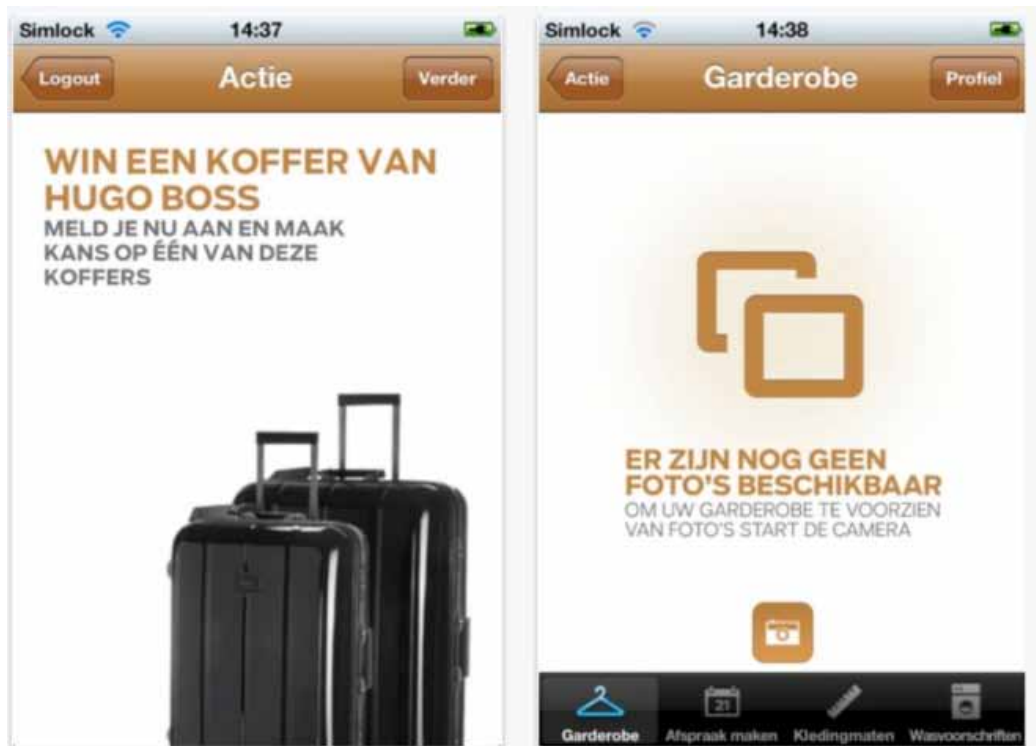 Simlock 14:37
Logout Actie Verder
WIN EEN KOFFER VAN
HUGO BOSS
MELD JE NU AAN EN MAAK
KANS OP ÉÉN VAN DEZE
KOFFERS
Simlock 14:38
Actie Garderobe Profiel
ER ZIJN NOG GEEN
FOTO'S BESCHIKBAAR
OM UW GARDEROBE TE VOORZIEN
VAN FOTO'S START DE CAMERA
21
Garderobe Afspraak maken Kledingmaten Wasvoorschriften